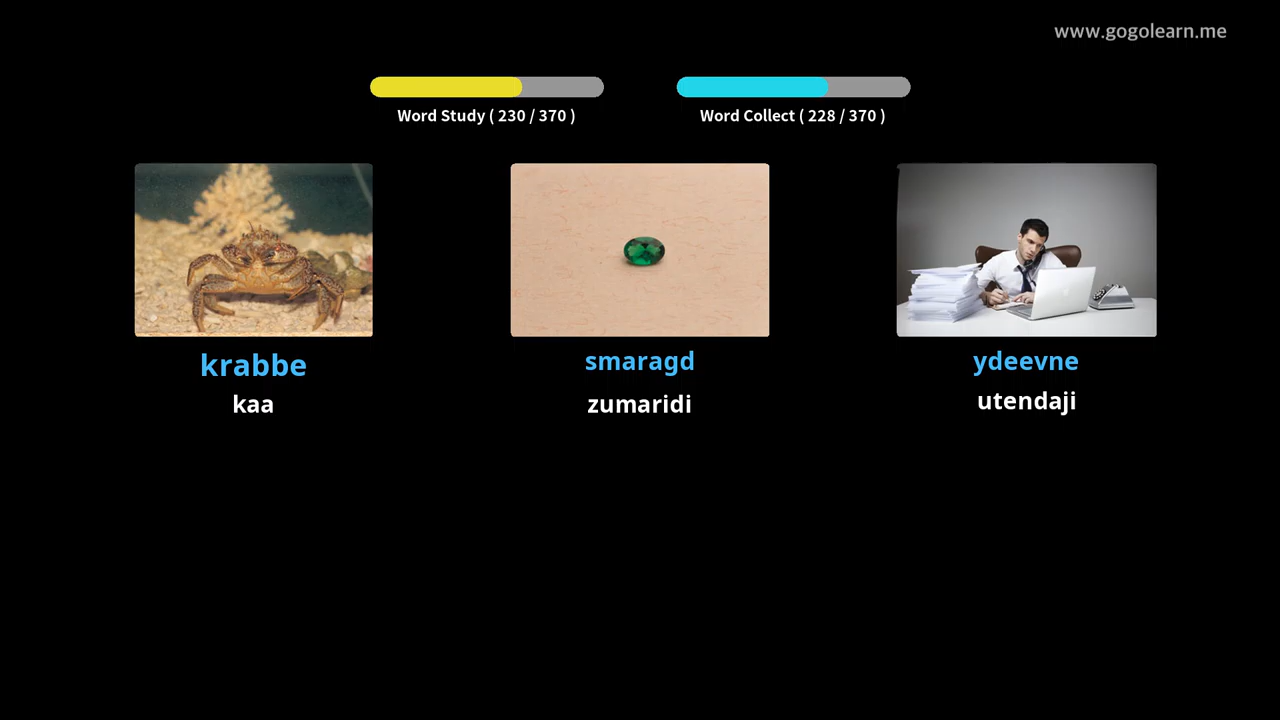 www.gogolearn.me
Word Study ( 230 / 370 )
Word Collect ( 228 / 370 )
krabbe
kaa
smaragd
zumaridi
ydeevne
utendaji